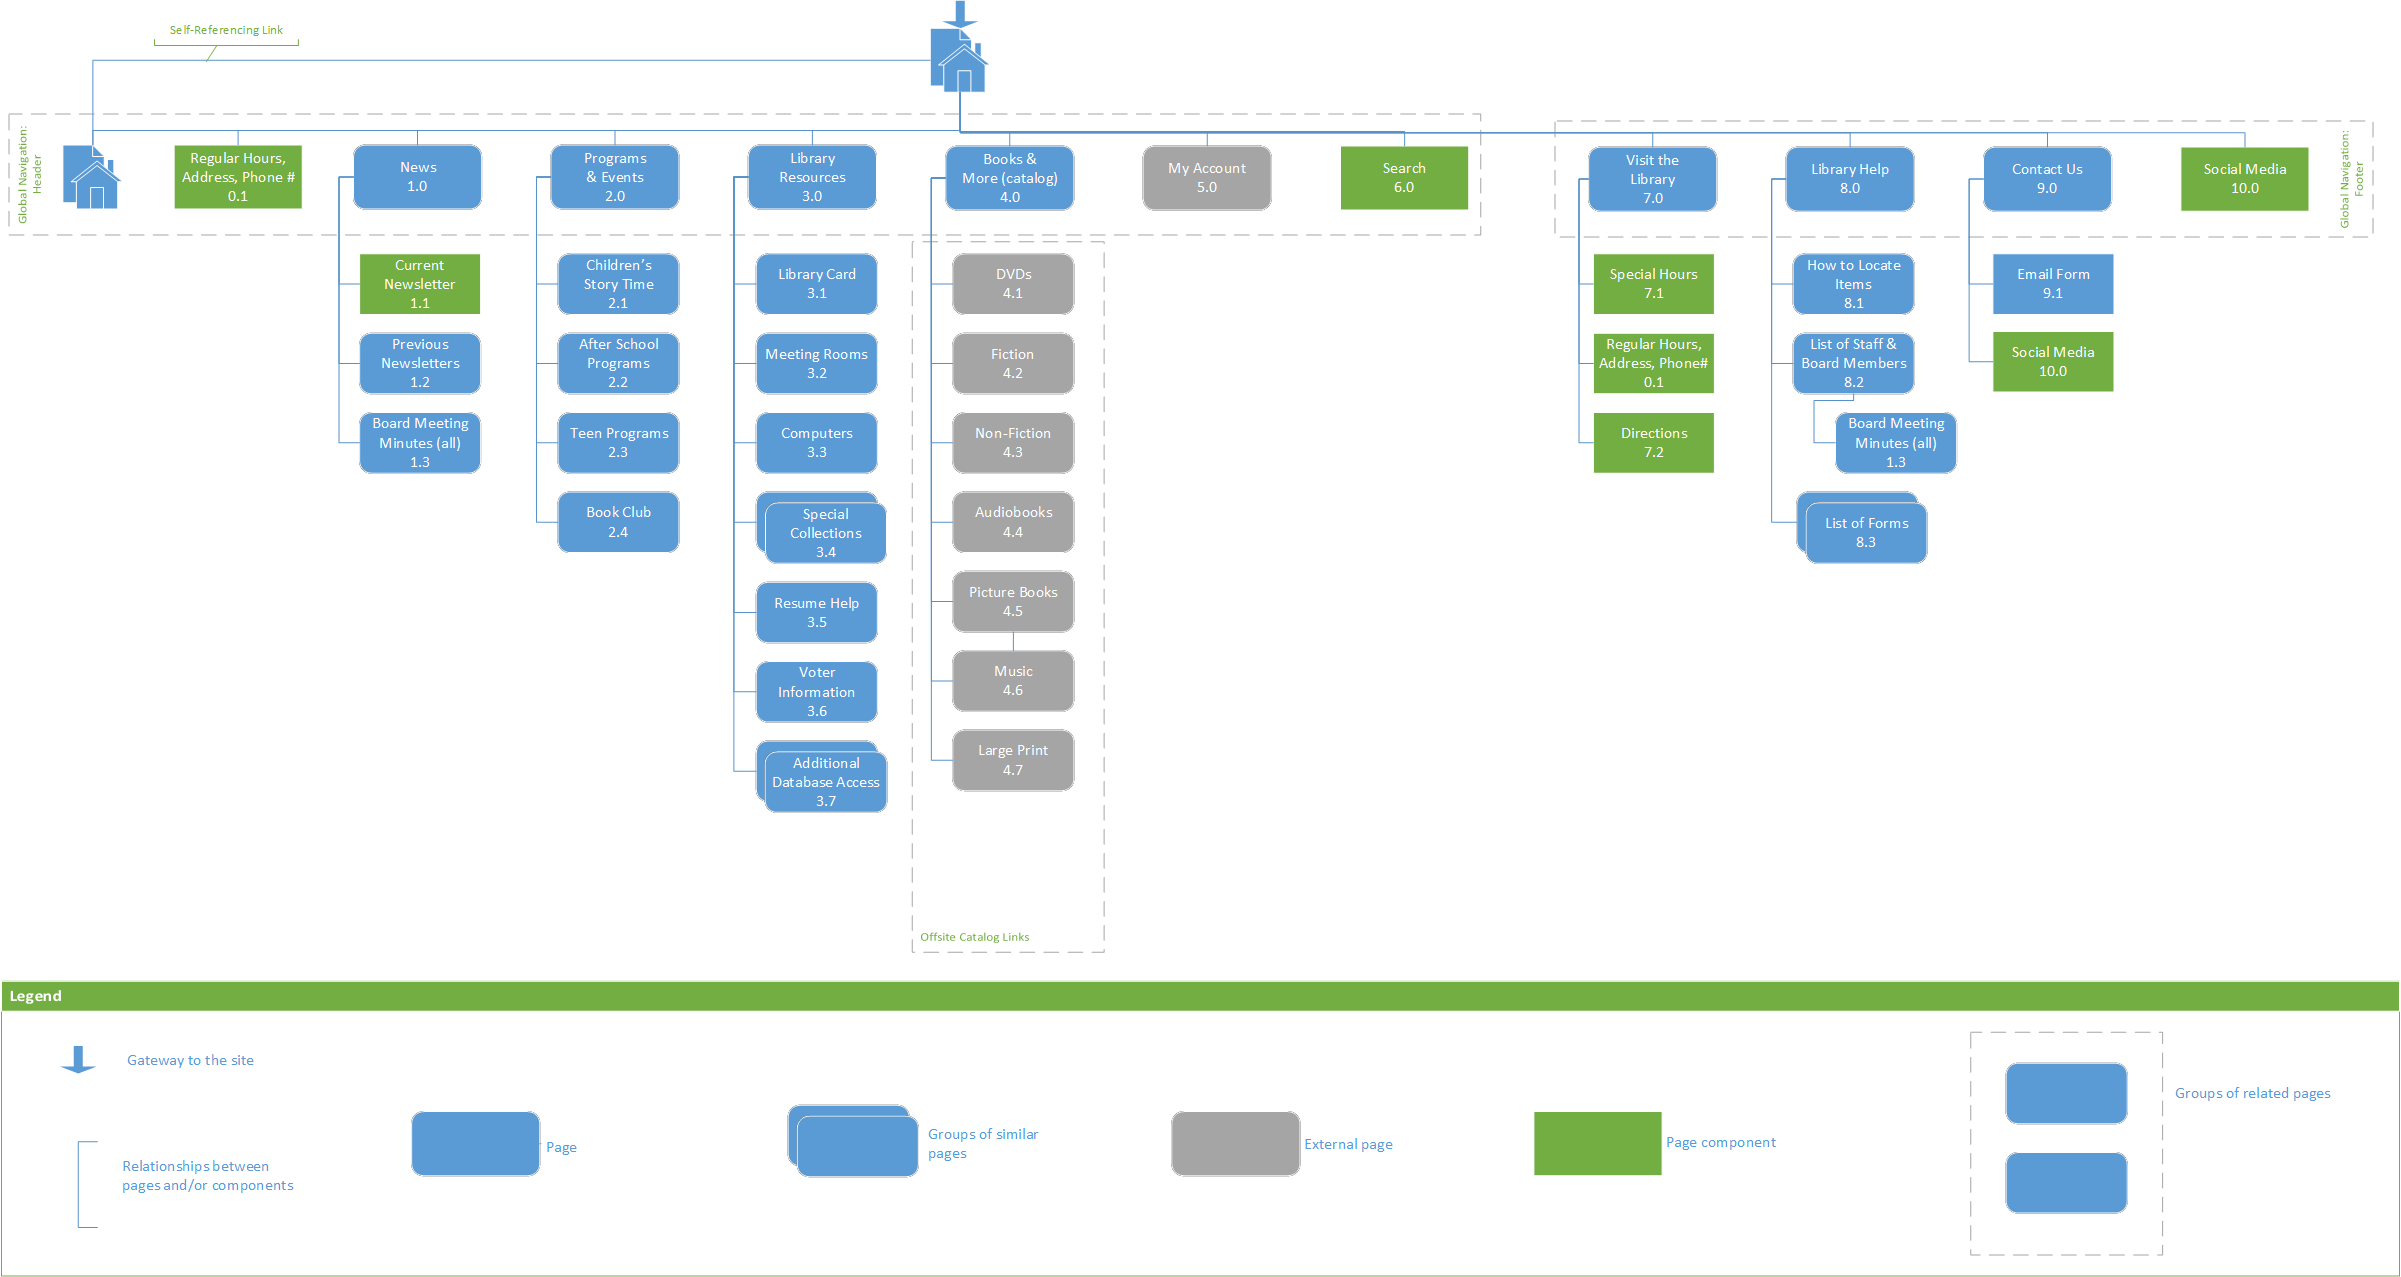 Self-Referencing Link
Global Navigation:
Header
Regular Hours,
Address, Phone #
0.1
News
1.0
Programs
& Events
2.0
Library
Resources
3.0
Books &
More (catalog)
4.0
My Account
5.0
Search
6.0
Visit the
Library
7.0
Library Help
8.0
Contact Us
9.0
Social Media
10.0
Global Navigation:
Footer
Current
Newsletter
1.1
Previous
Newsletters
1.2
Board Meeting
Minutes (all)
1.3
Children's
Story Time
2.1
After School
Programs
2.2
Teen Programs
2.3
Book Club
2.4
Library Card
3.1
Meeting Rooms
3.2
Computers
3.3
Special
Collections
3.4
Resume Help
3.5
Voter
Information
3.6
Additional
Database Access
3.7
DVDs
4.1
Fiction
4.2
Non-Fiction
4.3
Audiobooks
4.4
Picture Books
4.5
Music
4.6
Large Print
4.7
Offsite Catalog Links
Special Hours
7.1
Regular Hours,
Address, Phone#
0.1
Directions
7.2
How to Locate
Items
8.1
List of Staff &
Board Members
8.2
Board Meeting
Minutes (all)
1.3
List of Forms
8.3
Email Form
9.1
Social Media
10.0
Legend
Gateway to the site
Relationships between
pages and/or components
Page
Groups of similar
pages
External page
Page component
Groups of related pages